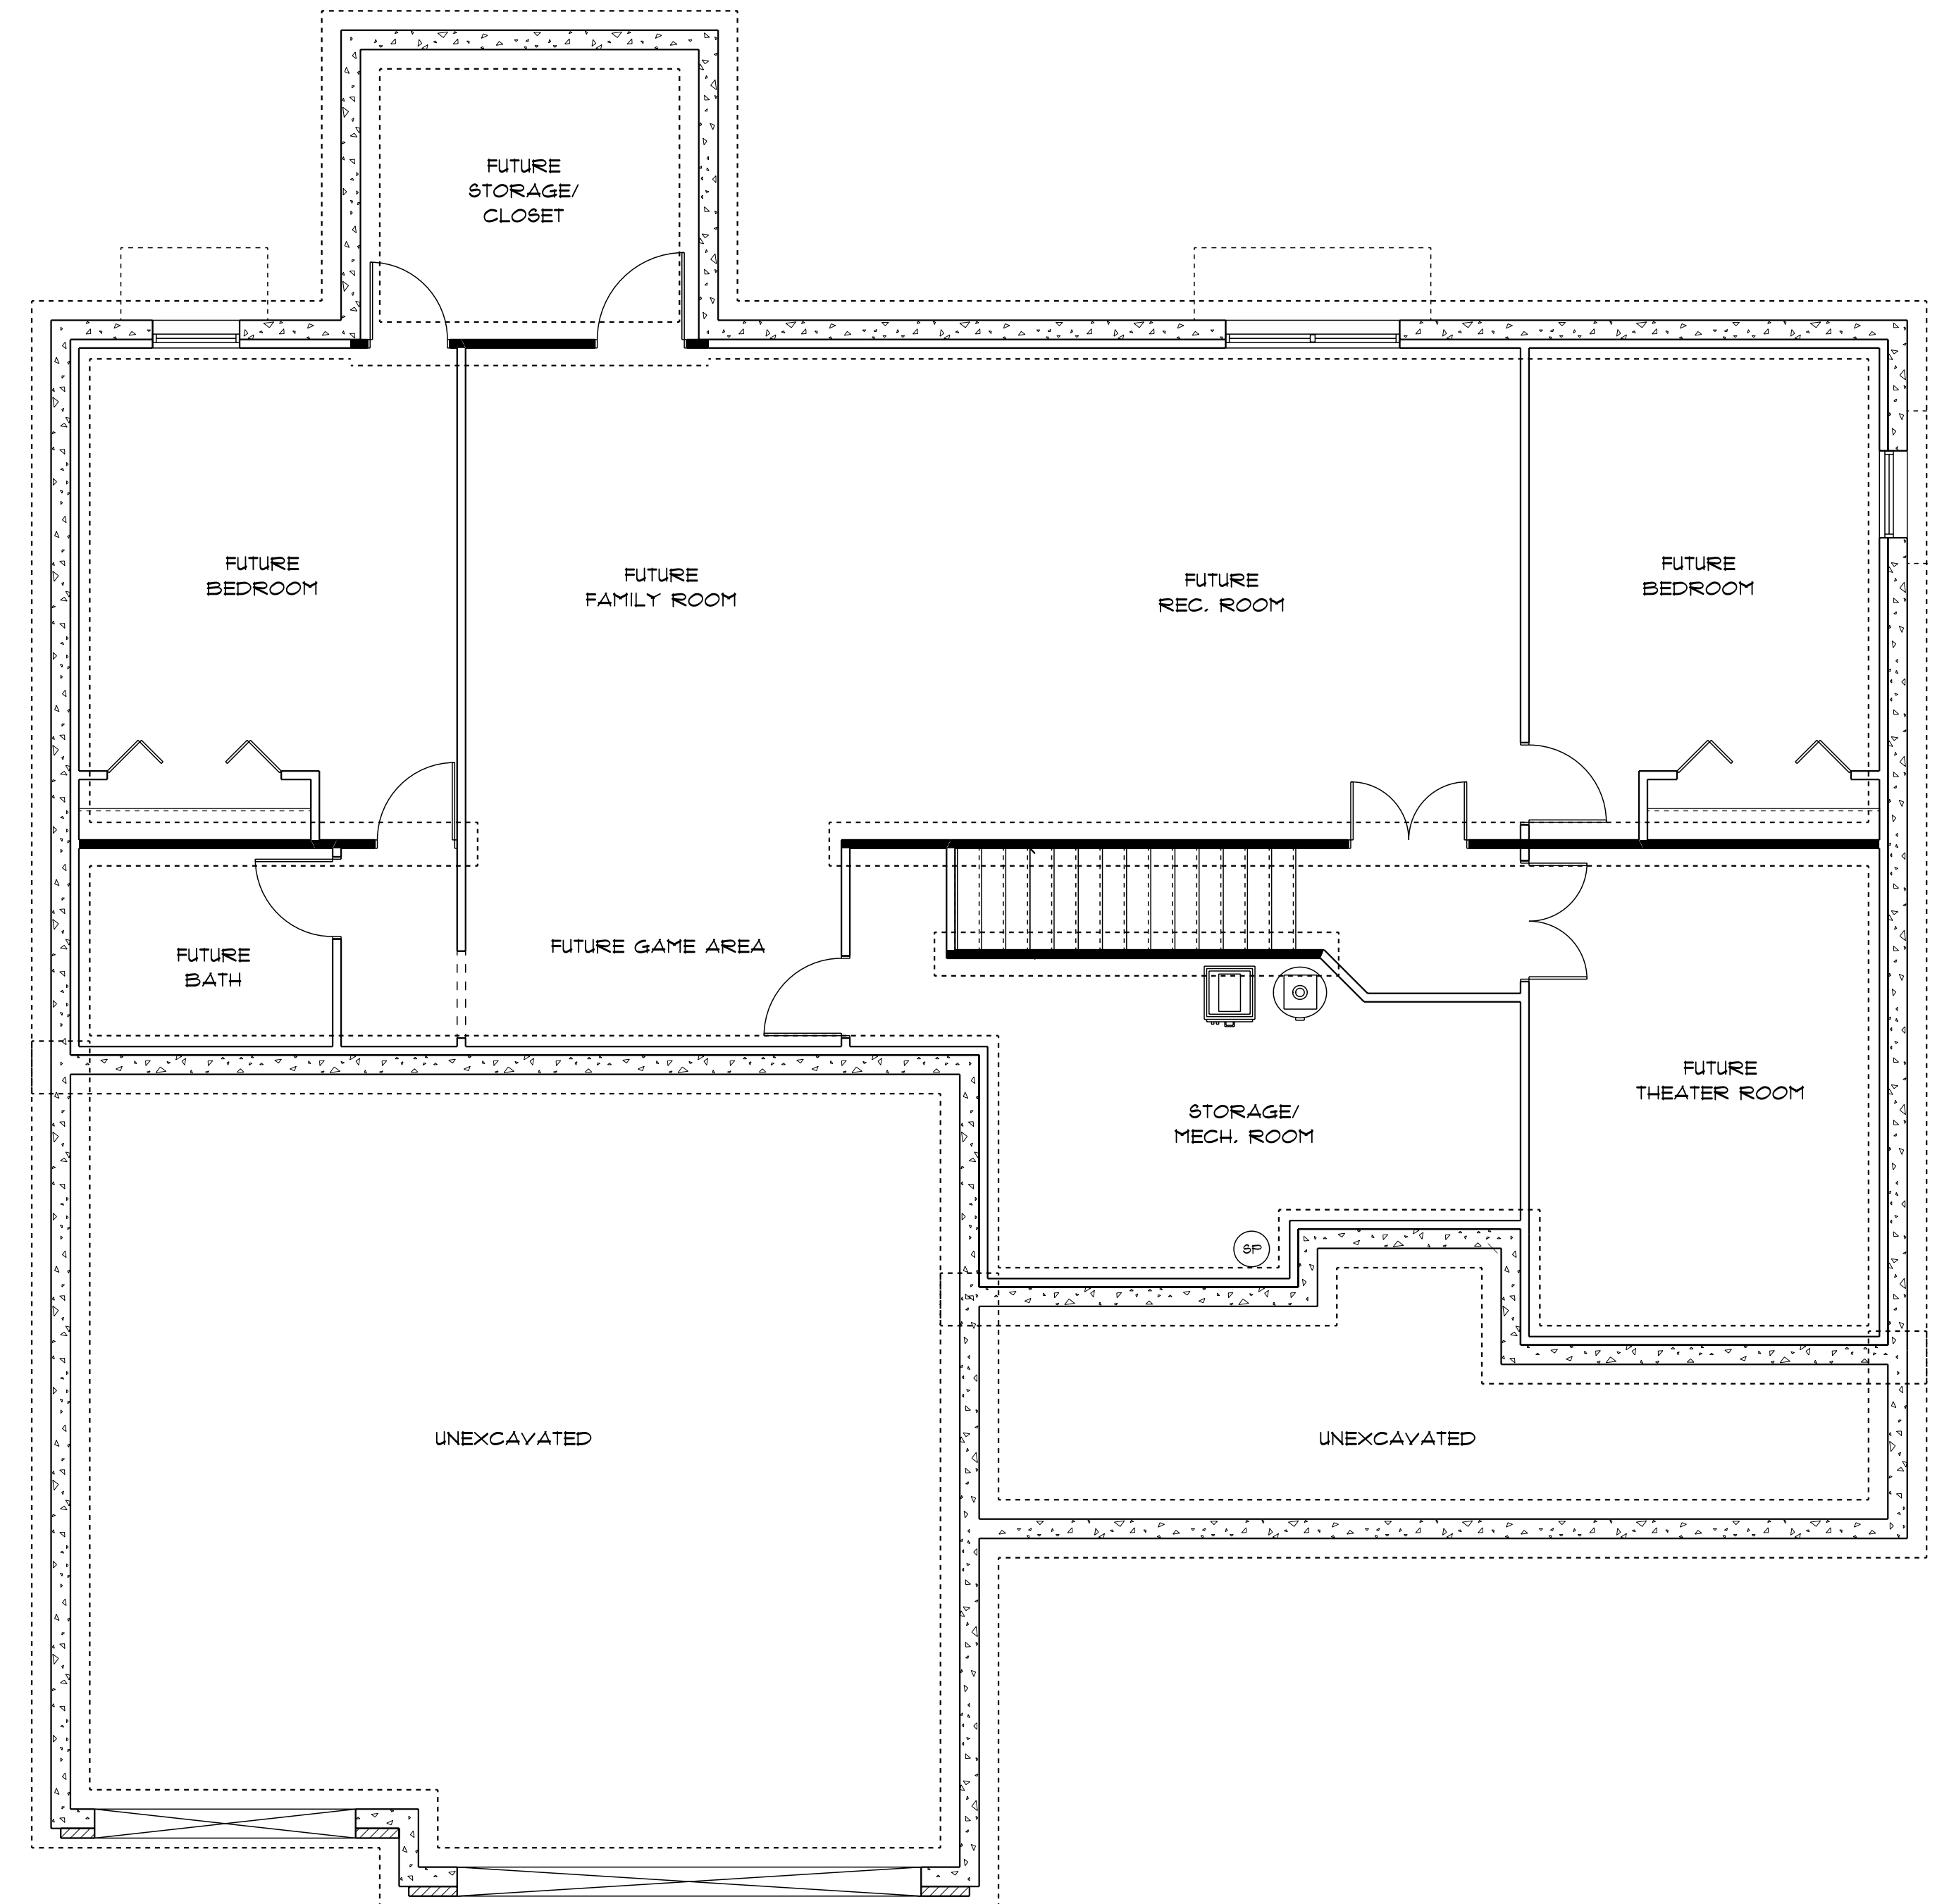 FUTURE
STORAGE/
CLOSET
FUTURE
BEDROOM
FUTURE
FAMILY ROOM
FUTURE
REC. ROOM
FUTURE
BEDROOM
FUTURE
BATH
FUTURE GAME AREA
FUTURE
THEATER ROOM
STORAGE/
MECH. ROOM
SP
UNEXCAVATED
UNEXCAVATED